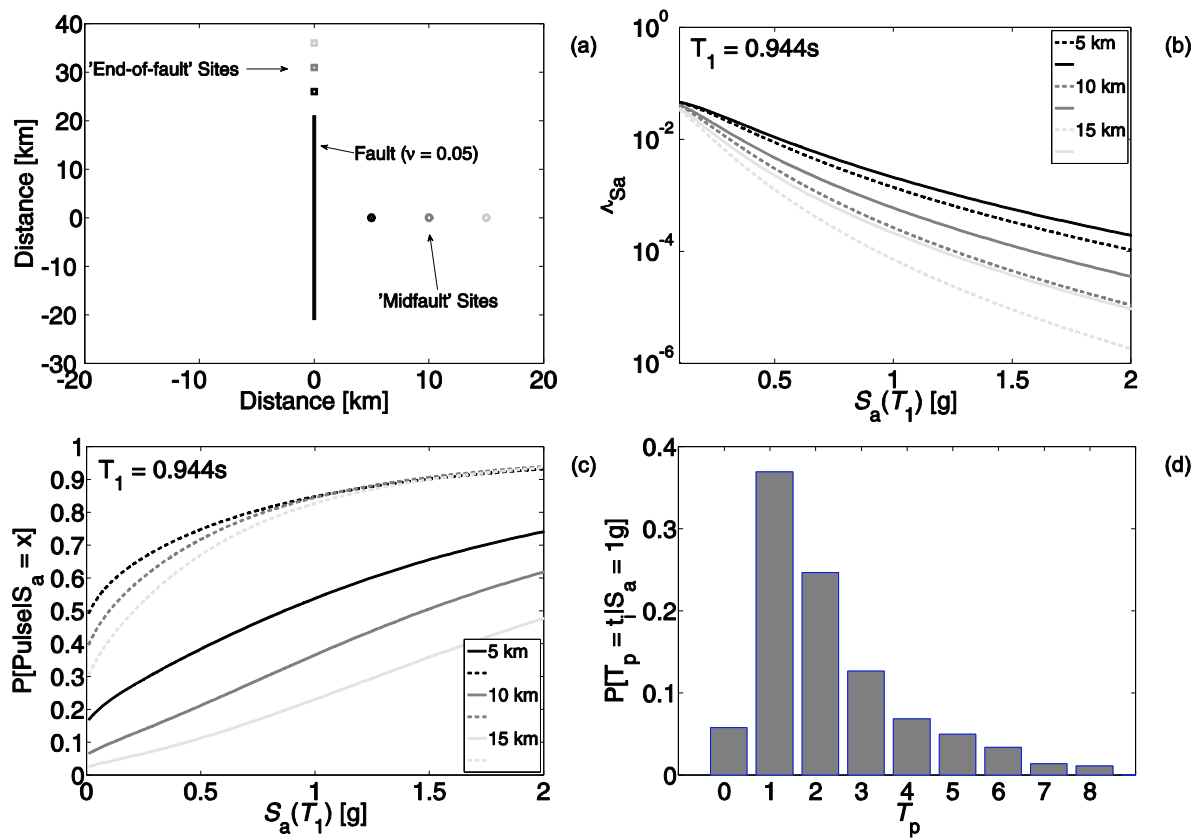 (a)
40
30
20
10
0
-10
-20
-30
Distance [km]
'End-of-fault' Sites
Fault (ν = 0.05)
'Midfault' Sites
-20 -10 0 10 20
Distance [km]
(b)
T1 = 0.944s
10^0
10^-2
10^-4
10^-6
λSa
5 km
10 km
15 km
0.5 1 1.5 2
Sa(T1) [g]
(c)
T1 = 0.944s
1
0.9
0.8
0.7
0.6
0.5
0.4
0.3
0.2
0.1
0
P[Pulse|Sa = x]
5 km
10 km
15 km
0 0.5 1 1.5 2
Sa(T1) [g]
(d)
0.4
0.3
0.2
0.1
0
P[Tp = ti|Sa = 1g]
0 1 2 3 4 5 6 7 8
Tp